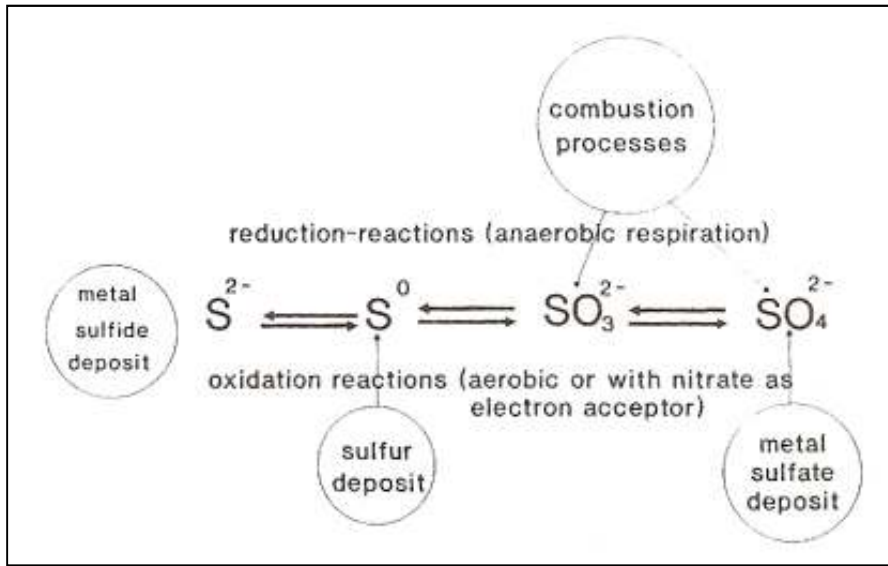 combustion
processes
reduction-reactions (anaerobic respiration)
metal
sulfide
deposit
S²⁻ S⁰ SO₃²⁻ SO₄²⁻
oxidation reactions (aerobic or with nitrate as
electron acceptor)
sulfur
deposit
metal
sulfate
deposit